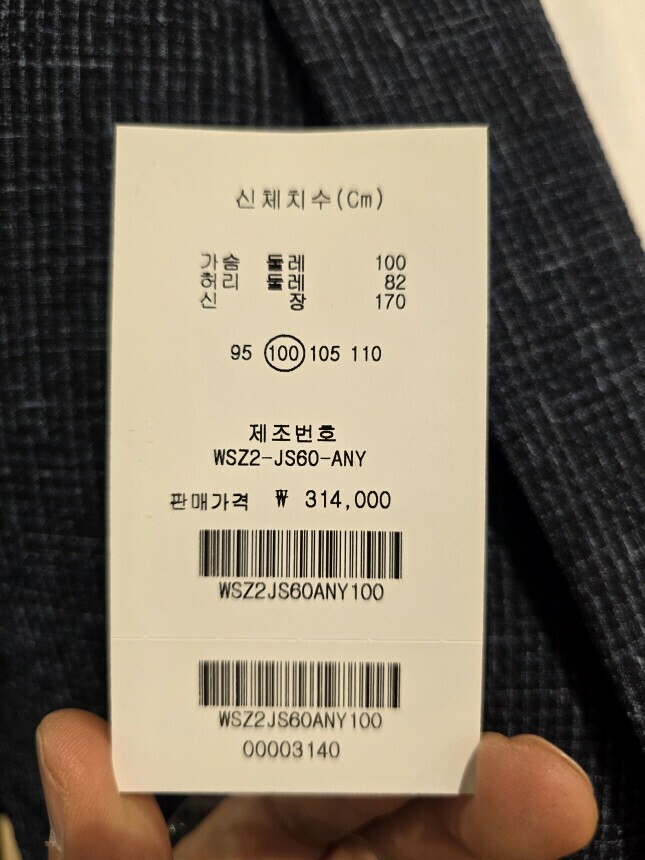 신체치수(Cm)
가슴 둘레 100
허리 둘레 82
신 장 170
95 100 105 110
제조번호
WSZ2-JS60-ANY
판매가격 ₩ 314,000
WSZ2JS60ANY100
WSZ2JS60ANY100
00003140